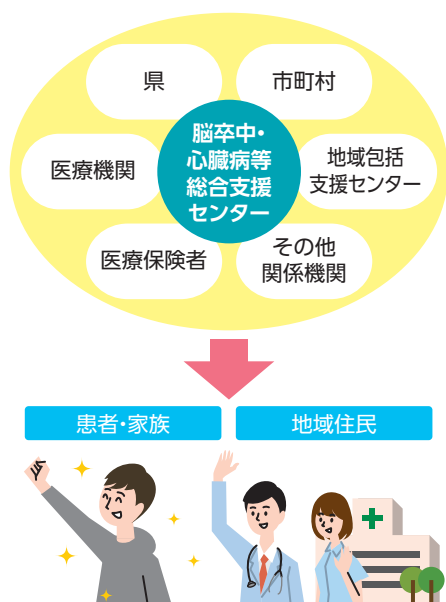 県
市町村
脳卒中・
心臓病等
総合支援
センター
医療機関
地域包括
支援センター
医療保険者
その他
関係機関
患者・家族
地域住民